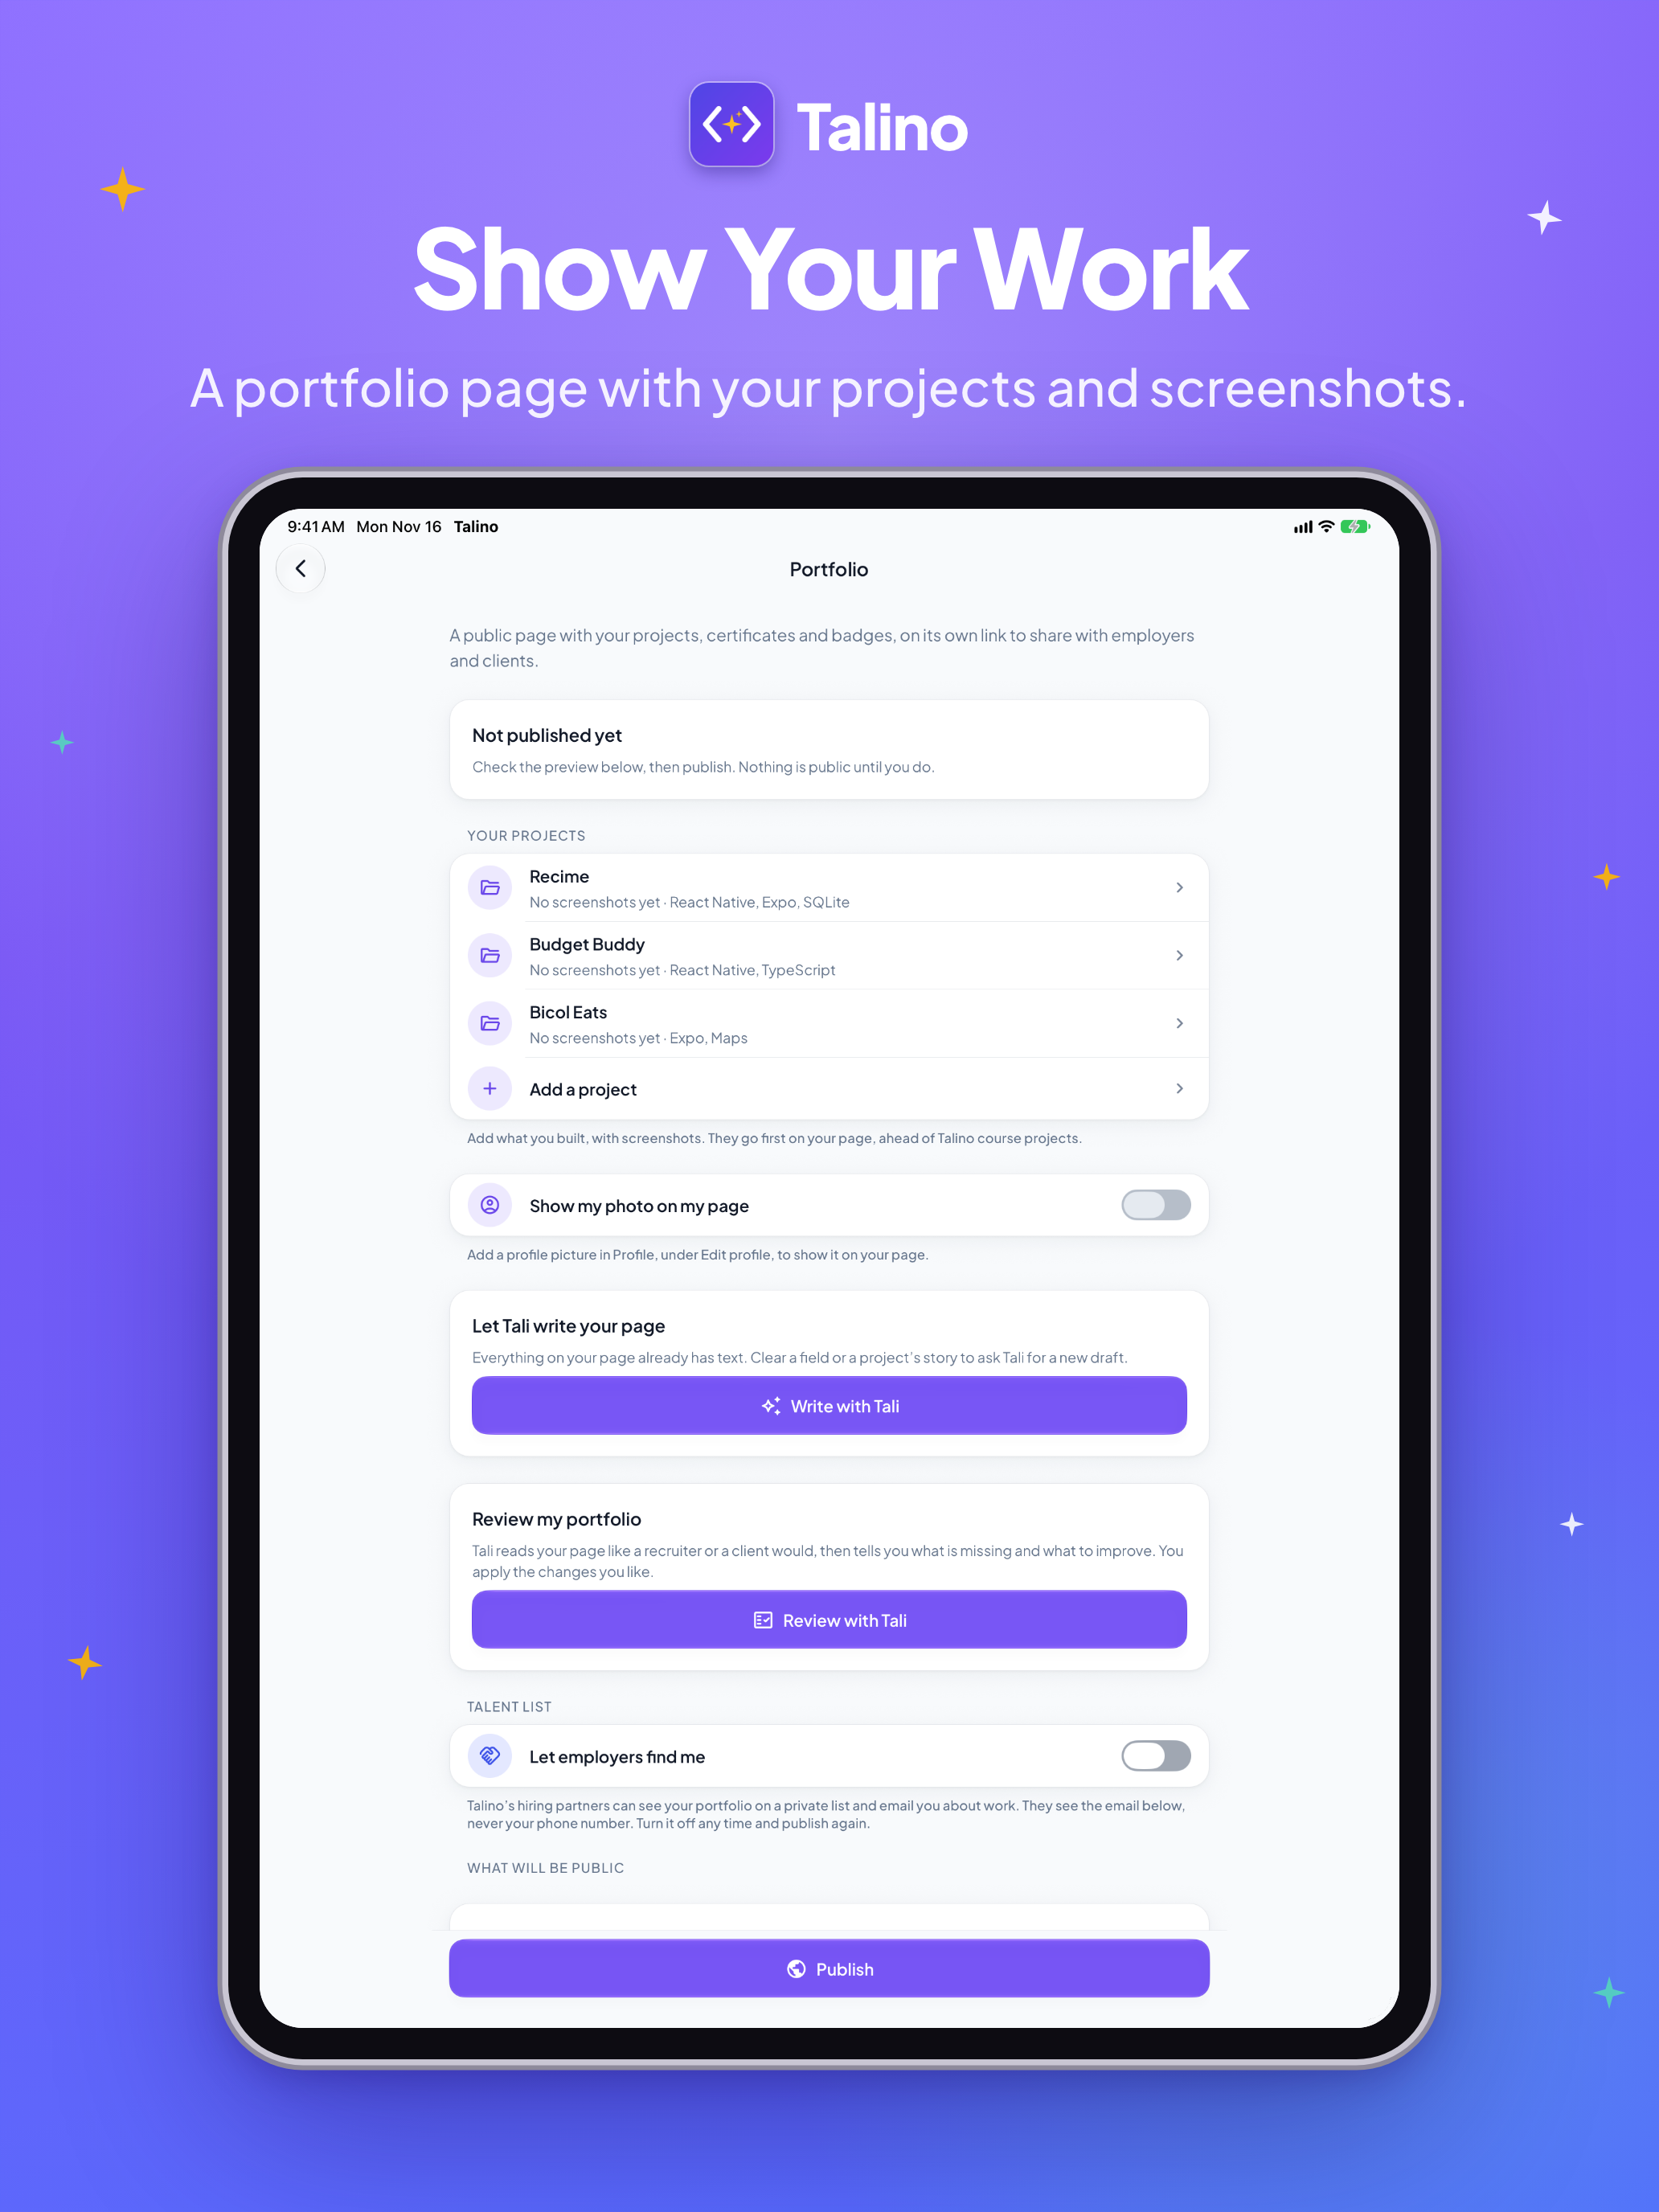 Talino
Show Your Work
A portfolio page with your projects and screenshots.
9:41 AM Mon Nov 16 Talino
Portfolio
A public page with your projects, certificates and badges, on its own link to share with employers
and clients.
Not published yet
Check the preview below, then publish. Nothing is public until you do.
YOUR PROJECTS
Recime
No screenshots yet · React Native, Expo, SQLite
Budget Buddy
No screenshots yet · React Native, TypeScript
Bicol Eats
No screenshots yet · Expo, Maps
Add a project
Add what you built, with screenshots. They go first on your page, ahead of Talino course projects.
Show my photo on my page
Add a profile picture in Profile, under Edit profile, to show it on your page.
Let Tali write your page
Everything on your page already has text. Clear a field or a project's story to ask Tali for a new draft.
Write with Tali
Review my portfolio
Tali reads your page like a recruiter or a client would, then tells you what is missing and what to improve. You
apply the changes you like.
Review with Tali
TALENT LIST
Let employers find me
Talino's hiring partners can see your portfolio on a private list and email you about work. They see the email below,
never your phone number. Turn it off any time and publish again.
WHAT WILL BE PUBLIC
Publish